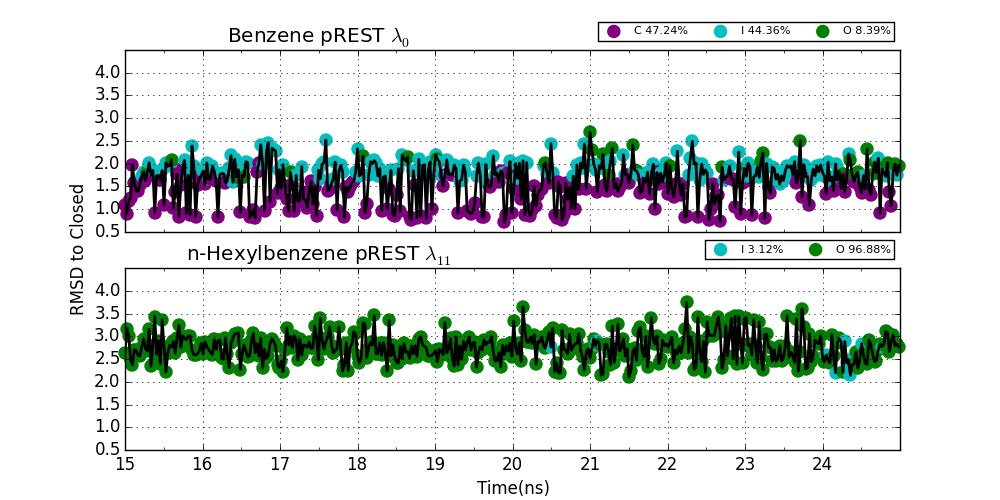 Benzene pREST λ0
C 47.24% I 44.36% O 8.39%
4.0
3.5
3.0
2.5
2.0
1.5
1.0
0.5
n-Hexylbenzene pREST λ11
I 3.12% O 96.88%
RMSD to Closed
4.0
3.5
3.0
2.5
2.0
1.5
1.0
0.5
15 16 17 18 19 20 21 22 23 24
Time(ns)